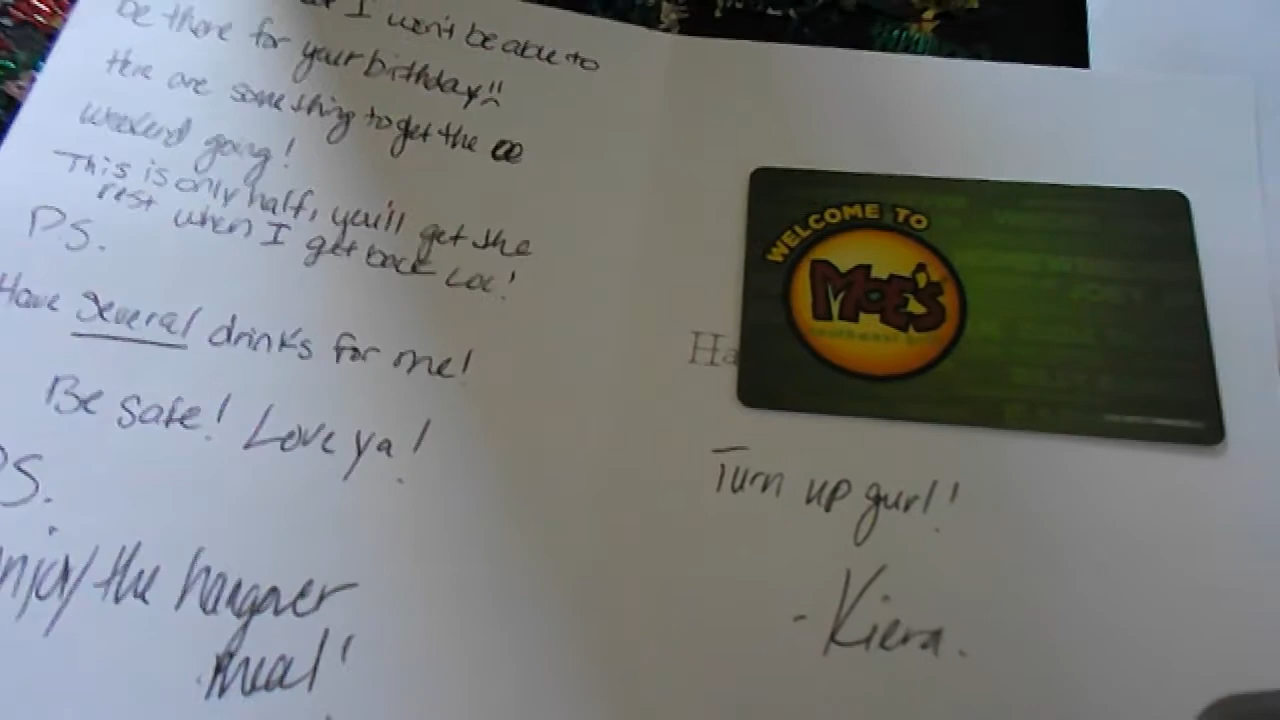 I won't be able to
be there for your birthday
Here are something to get the
weekend going!
This is only half, you'll get the
rest when I get back Loc!
PS.
Have several drinks for me!
Be safe! Love ya!
PS.
Enjoy the hangover
meal!
WELCOME TO
MOE'S
Ha
Turn up gurl!
- Kiera.